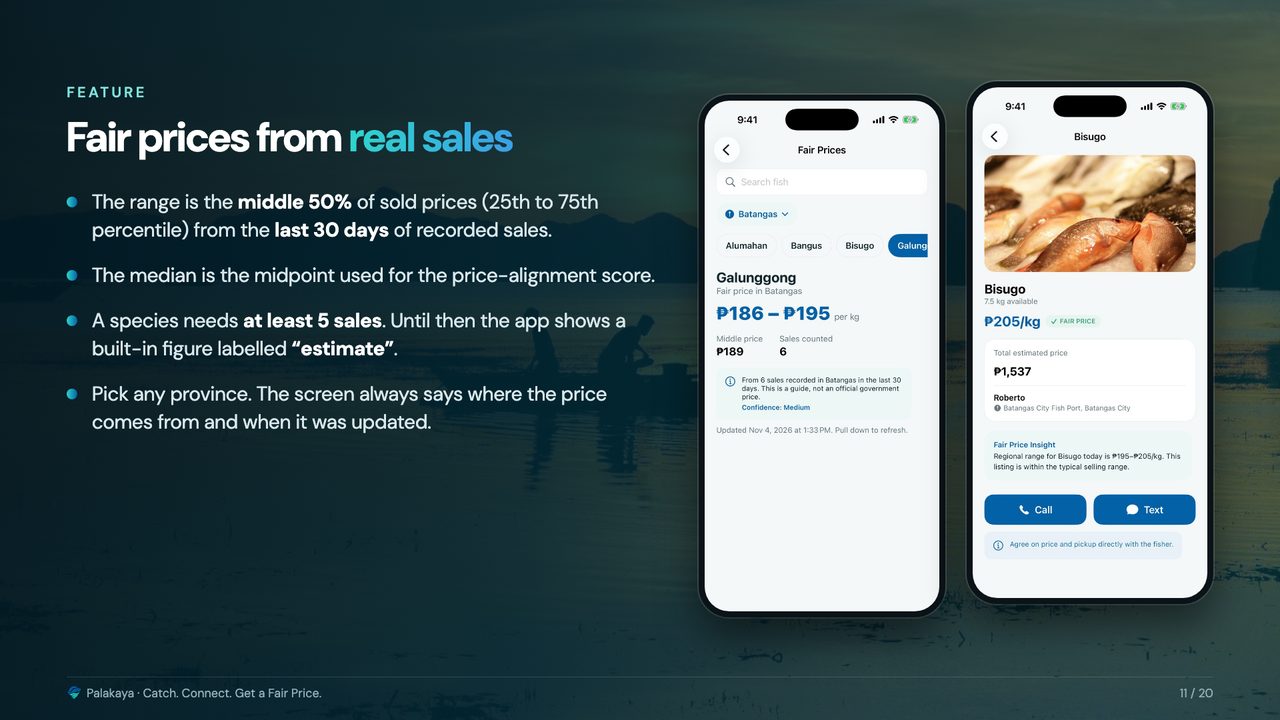 FEATURE
Fair prices from real sales
The range is the middle 50% of sold prices (25th to 75th
percentile) from the last 30 days of recorded sales.
The median is the midpoint used for the price-alignment score.
A species needs at least 5 sales. Until then the app shows a
built-in figure labelled “estimate”.
Pick any province. The screen always says where the price
comes from and when it was updated.
9:41
Fair Prices
Search fish
Batangas
Alumahan Bangus Bisugo Galung
Galunggong
Fair price in Batangas
₱186 – ₱195 per kg
Middle price Sales counted
₱189 6
From 6 sales recorded in Batangas in the last 30
days. This is a guide, not an official government
price.
Confidence: Medium
Updated Nov 4, 2026 at 1:33 PM. Pull down to refresh.
9:41
Bisugo
Bisugo
7.5 kg available
₱205/kg FAIR PRICE
Total estimated price
₱1,537
Roberto
Batangas City Fish Port, Batangas City
Fair Price Insight
Regional range for Bisugo today is ₱195–₱205/kg. This
listing is within the typical selling range.
Call Text
Agree on price and pickup directly with the fisher.
Palakaya · Catch. Connect. Get a Fair Price.
11 / 20